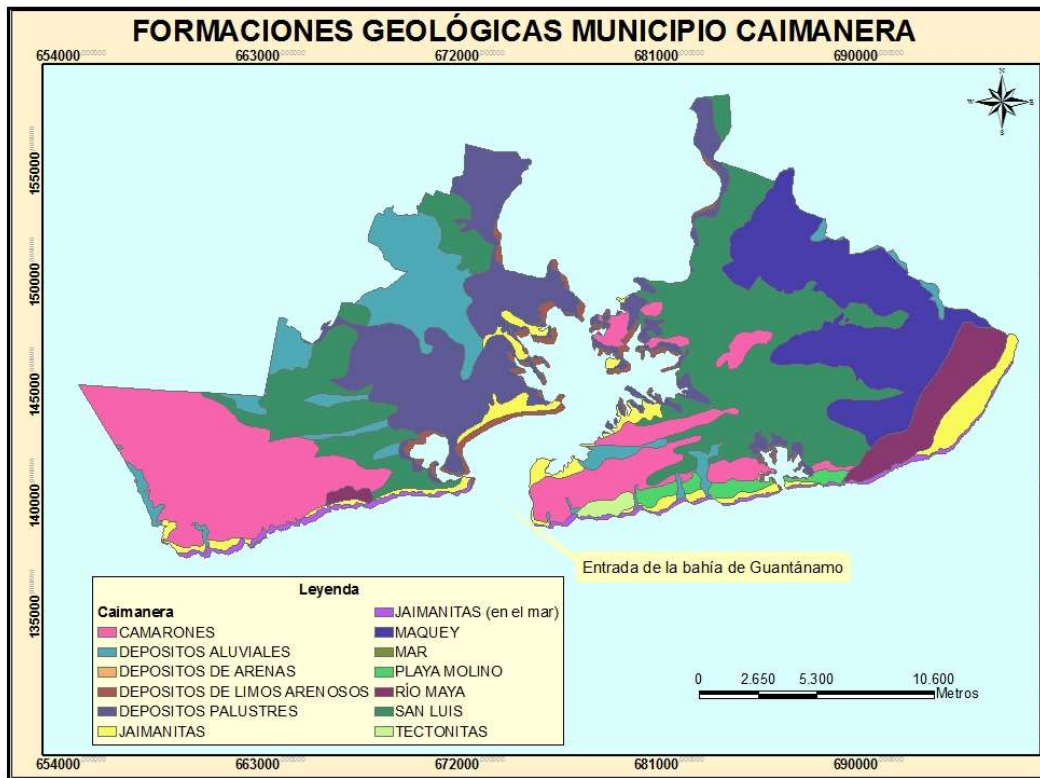 FORMACIONES GEOLÓGICAS MUNICIPIO CAIMANERA
654000 663000 672000 681000 690000
N
W E
S
155000
150000
145000
140000
135000
Entrada de la bahía de Guantánamo
Leyenda
Caimanera
CAMARONES
DEPOSITOS ALUVIALES
DEPOSITOS DE ARENAS
DEPOSITOS DE LIMOS ARENOSOS
DEPOSITOS PALUSTRES
JAIMANITAS
JAIMANITAS (en el mar)
MAQUEY
MAR
PLAYA MOLINO
RÍO MAYA
SAN LUIS
TECTONITAS
0 2.650 5.300 10.600
Metros
654000 663000 672000 681000 690000